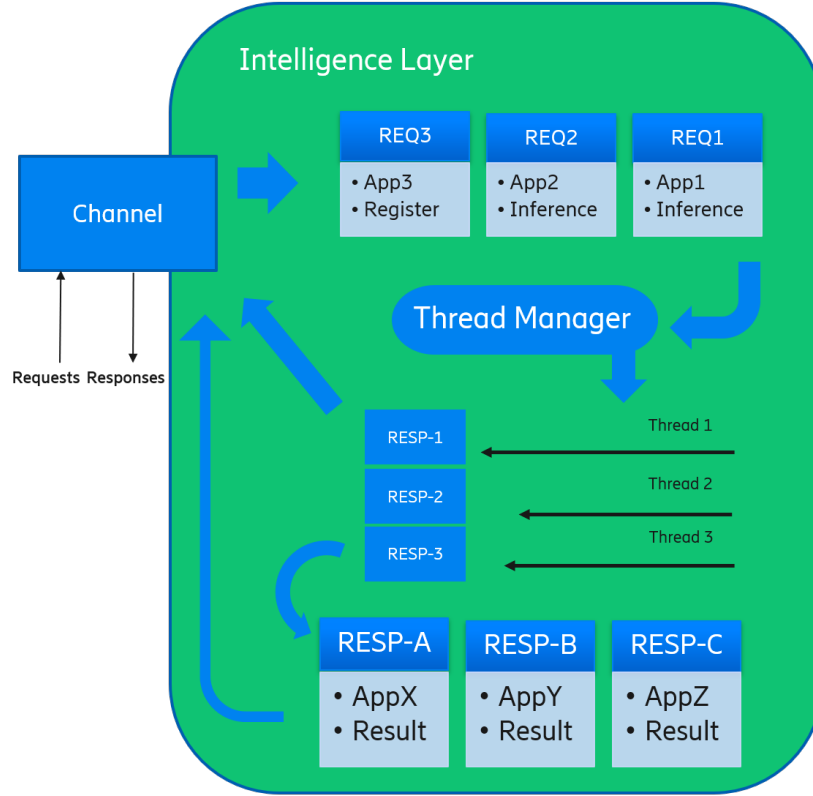 Intelligence Layer
REQ3
• App3
• Register
REQ2
• App2
• Inference
REQ1
• App1
• Inference
Channel
Requests
Responses
Thread Manager
RESP-1
Thread 1
RESP-2
Thread 2
RESP-3
Thread 3
RESP-A
• AppX
• Result
RESP-B
• AppY
• Result
RESP-C
• AppZ
• Result